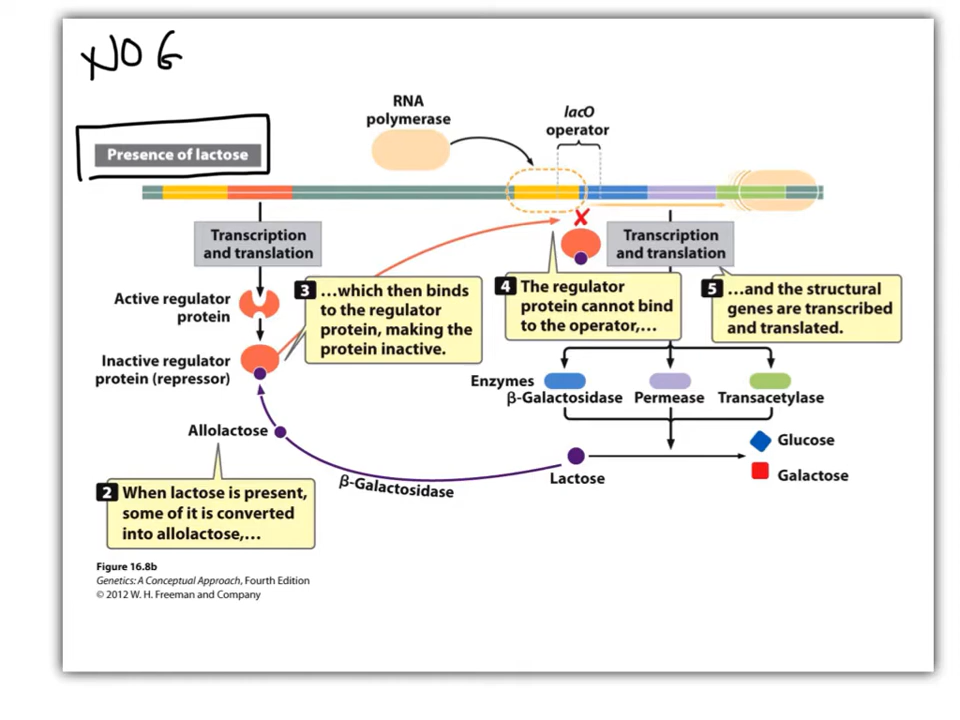 NO G
RNA
polymerase
lacO
operator
Presence of lactose
Transcription
and translation
Transcription
and translation
3 …which then binds
to the regulator
protein, making the
protein inactive.
4 The regulator
protein cannot bind
to the operator,…
5 …and the structural
genes are transcribed
and translated.
Active regulator
protein
Inactive regulator
protein (repressor)
Enzymes
β-Galactosidase Permease Transacetylase
Allolactose
Glucose
Lactose
Galactose
β-Galactosidase
2 When lactose is present,
some of it is converted
into allolactose,…
Figure 16.8b
Genetics: A Conceptual Approach, Fourth Edition
© 2012 W. H. Freeman and Company